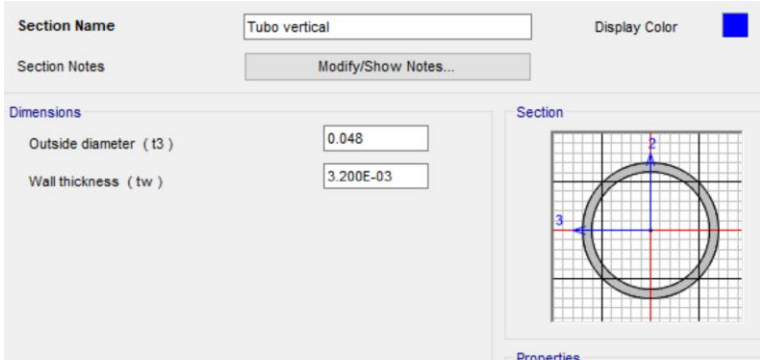 Section Name Tubo vertical Display Color
Section Notes Modify/Show Notes...
Dimensions
Outside diameter ( t3 ) 0.048
Wall thickness ( tw ) 3.200E-03
Section
2
3
Properties